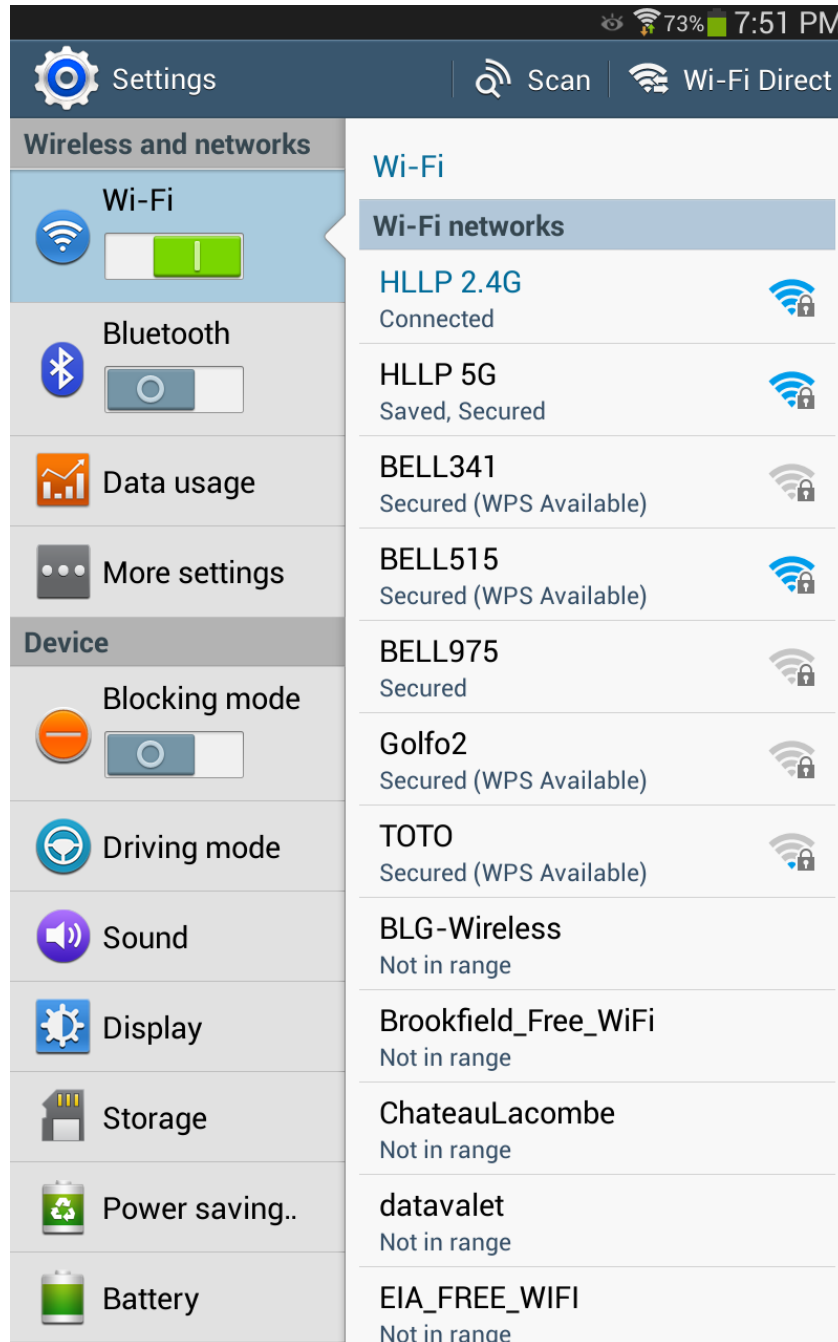 73% 7:51 PM
Settings
Scan
Wi-Fi Direct
Wireless and networks
Wi-Fi
Bluetooth
Data usage
More settings
Device
Blocking mode
Driving mode
Sound
Display
Storage
Power saving..
Battery
Wi-Fi
Wi-Fi networks
HLLP 2.4G
Connected
HLLP 5G
Saved, Secured
BELL341
Secured (WPS Available)
BELL515
Secured (WPS Available)
BELL975
Secured
Golfo2
Secured (WPS Available)
TOTO
Secured (WPS Available)
BLG-Wireless
Not in range
Brookfield_Free_WiFi
Not in range
ChateauLacombe
Not in range
datavalet
Not in range
EIA_FREE_WIFI
Not in range